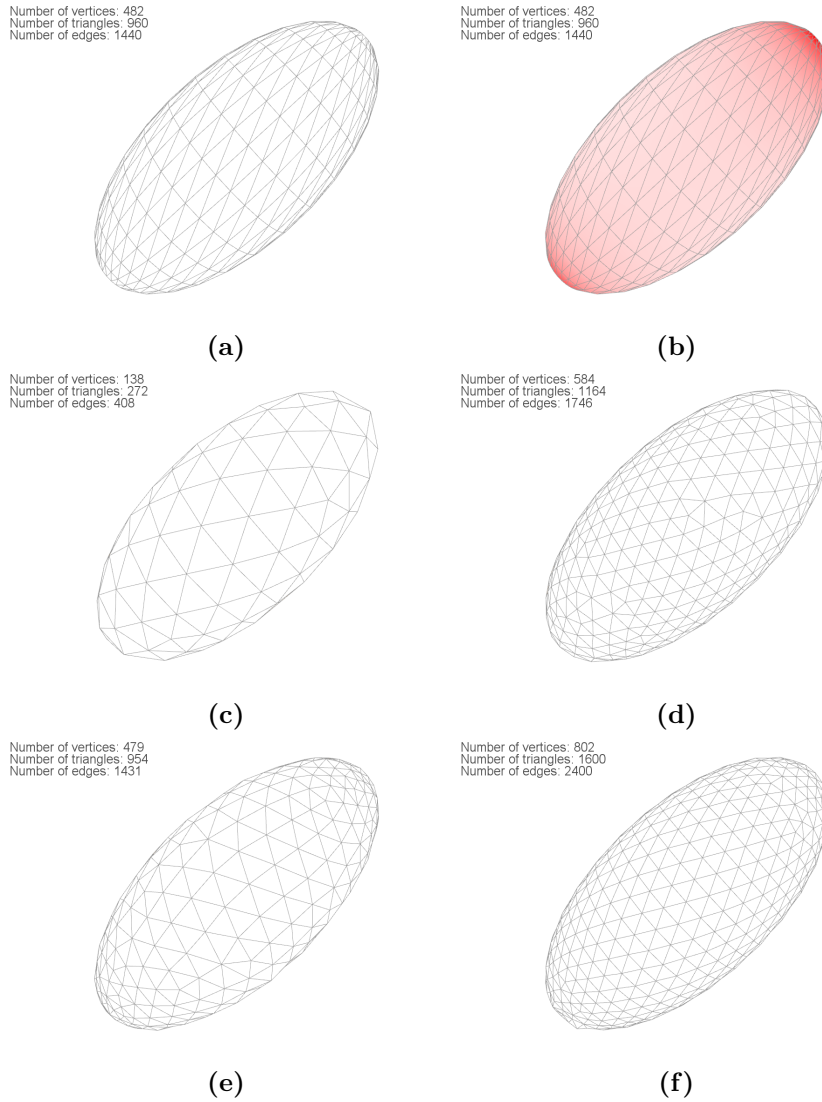 Number of vertices: 482
Number of triangles: 960
Number of edges: 1440
(a)
Number of vertices: 482
Number of triangles: 960
Number of edges: 1440
(b)
Number of vertices: 138
Number of triangles: 272
Number of edges: 408
(c)
Number of vertices: 584
Number of triangles: 1164
Number of edges: 1746
(d)
Number of vertices: 479
Number of triangles: 954
Number of edges: 1431
(e)
Number of vertices: 802
Number of triangles: 1600
Number of edges: 2400
(f)